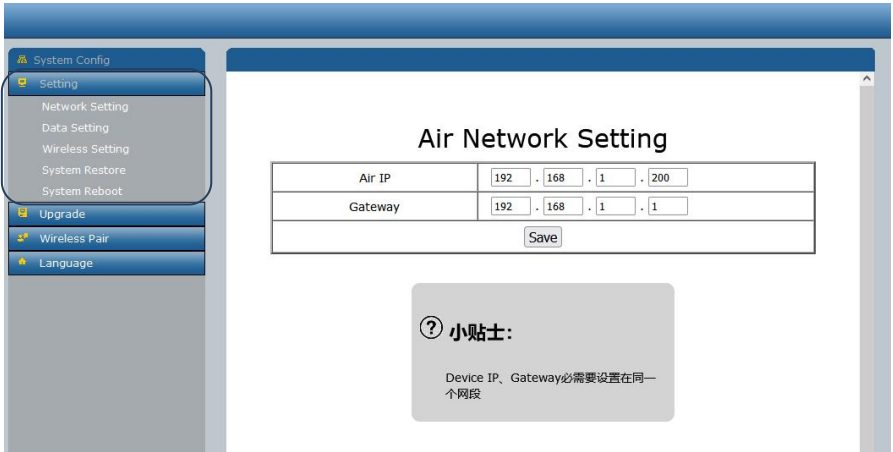 System Config
Setting
Network Setting
Data Setting
Wireless Setting
System Restore
System Reboot
Upgrade
Wireless Pair
Language
Air Network Setting
Air IP 192 . 168 . 1 . 200
Gateway 192 . 168 . 1 . 1
Save
? 小贴士:
Device IP、Gateway必需要设置在同一
个网段